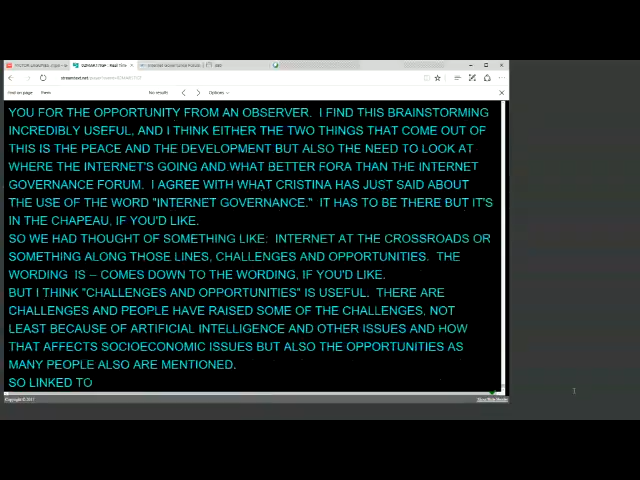 streamtext.net
Find on page
No results
Options
YOU FOR THE OPPORTUNITY FROM AN OBSERVER. I FIND THIS BRAINSTORMING
INCREDIBLY USEFUL, AND I THINK EITHER THE TWO THINGS THAT COME OUT OF
THIS IS THE PEACE AND THE DEVELOPMENT BUT ALSO THE NEED TO LOOK AT
WHERE THE INTERNET'S GOING AND WHAT BETTER FORA THAN THE INTERNET
GOVERNANCE FORUM. I AGREE WITH WHAT CRISTINA HAS JUST SAID ABOUT
THE USE OF THE WORD "INTERNET GOVERNANCE." IT HAS TO BE THERE BUT IT'S
IN THE CHAPEAU, IF YOU'D LIKE.
SO WE HAD THOUGHT OF SOMETHING LIKE: INTERNET AT THE CROSSROADS OR
SOMETHING ALONG THOSE LINES, CHALLENGES AND OPPORTUNITIES. THE
WORDING IS -- COMES DOWN TO THE WORDING, IF YOU'D LIKE.
BUT I THINK "CHALLENGES AND OPPORTUNITIES" IS USEFUL. THERE ARE
CHALLENGES AND PEOPLE HAVE RAISED SOME OF THE CHALLENGES, NOT
LEAST BECAUSE OF ARTIFICIAL INTELLIGENCE AND OTHER ISSUES AND HOW
THAT AFFECTS SOCIOECONOMIC ISSUES BUT ALSO THE OPPORTUNITIES AS
MANY PEOPLE ALSO ARE MENTIONED.
SO LINKED TO